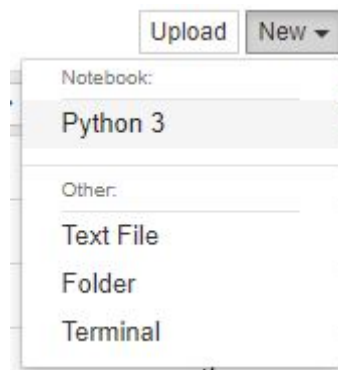 Upload New
Notebook:
Python 3
Other:
Text File
Folder
Terminal